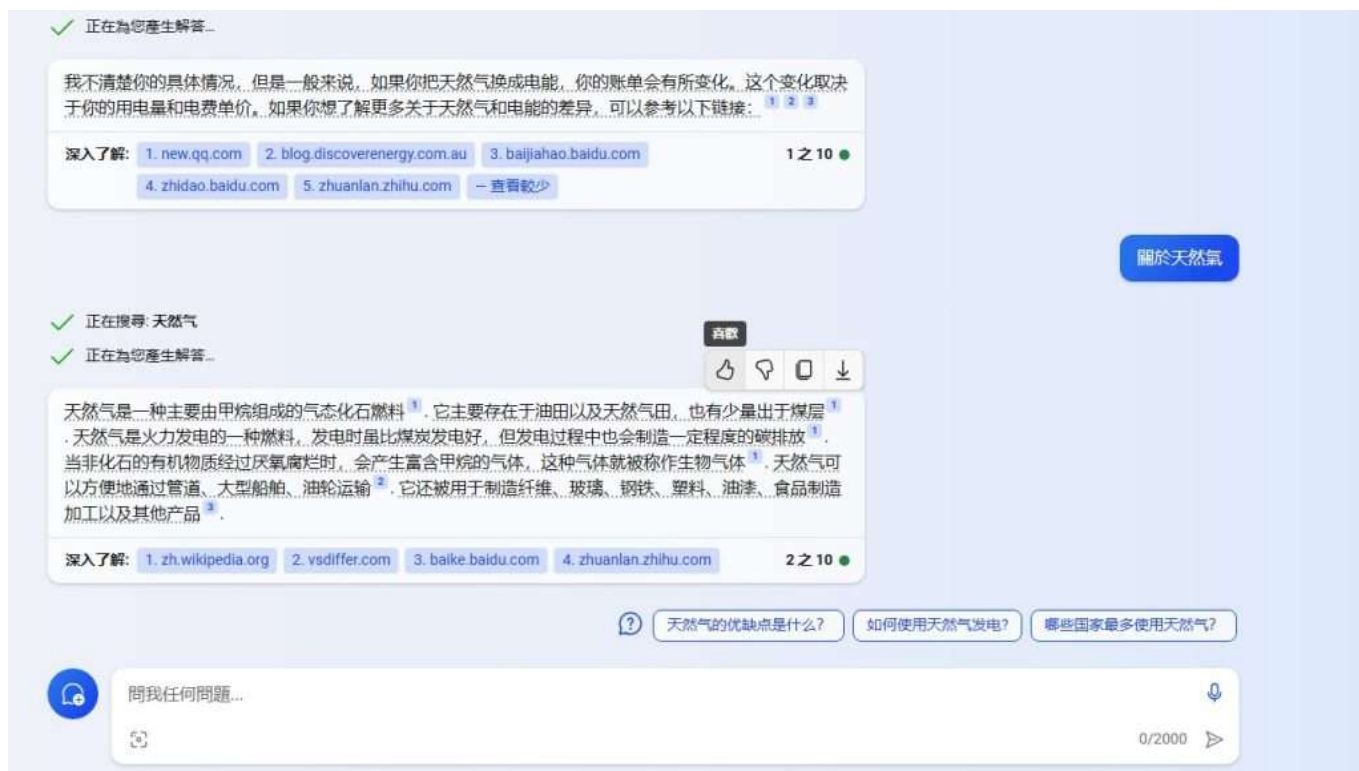 正在為您產生解答...
我不清楚你的具体情况，但是一般来说，如果你把天然气换成电能，你的账单会有所变化。这个变化取决
于你的用电量和电费单价。如果你想了解更多关于天然气和电能的差异，可以参考以下链接： 1 2 3
深入了解: 1. new.qq.com 2. blog.discoverenergy.com.au 3. baijiahao.baidu.com 1 之 10
4. zhidao.baidu.com 5. zhuanlan.zhihu.com – 查看較少
關於天然氣
正在搜尋: 天然气
喜歡
正在為您產生解答...
天然气是一种主要由甲烷组成的气态化石燃料 1 . 它主要存在于油田以及天然气田，也有少量出于煤层 1
. 天然气是火力发电的一种燃料，发电时虽比煤炭发电好，但发电过程中也会制造一定程度的碳排放 1 .
当非化石的有机物质经过厌氧腐烂时，会产生富含甲烷的气体，这种气体就被称作生物气体 1 . 天然气可
以方便地通过管道、大型船舶、油轮运输 2 . 它还被用于制造纤维、玻璃、钢铁、塑料、油漆、食品制造
加工以及其他产品 3 .
深入了解: 1. zh.wikipedia.org 2. vsdiffer.com 3. baike.baidu.com 4. zhuanlan.zhihu.com 2 之 10
天然气的优缺点是什么? 如何使用天然气发电? 哪些国家最多使用天然气?
問我任何問題...
0/2000